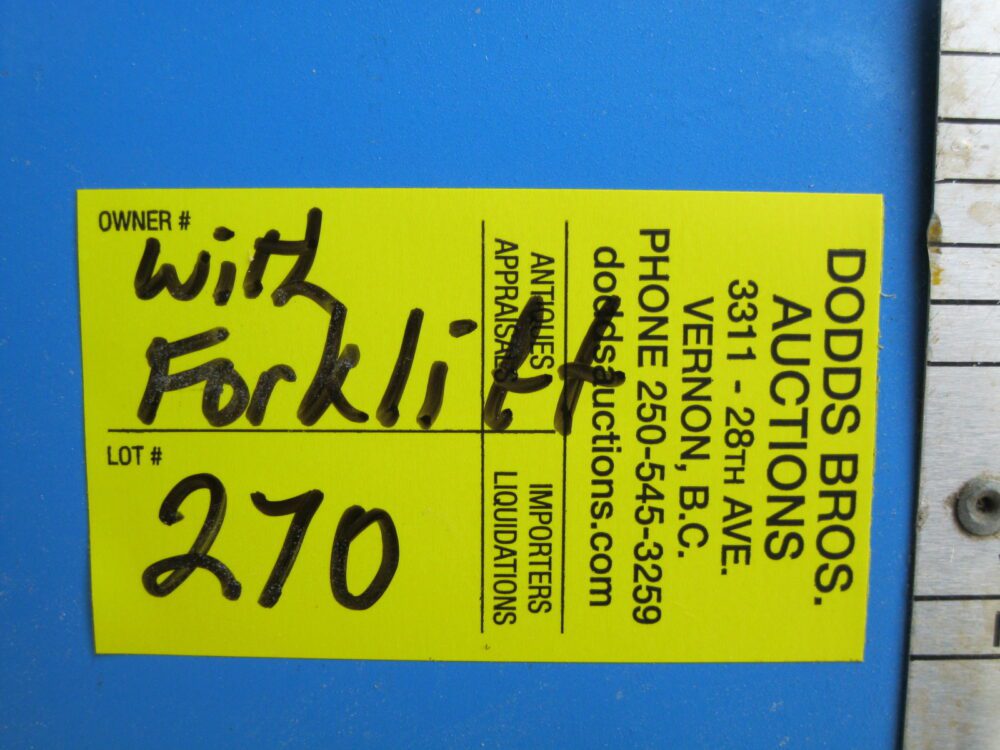 OWNER #
with
Forklift
LOT #
270
DODDS BROS.
AUCTIONS
3311 - 28TH AVE.
VERNON, B.C.
PHONE 250-545-3259
doddsauctions.com
ANTIQUES IMPORTERS
APPRAISALS LIQUIDATIONS